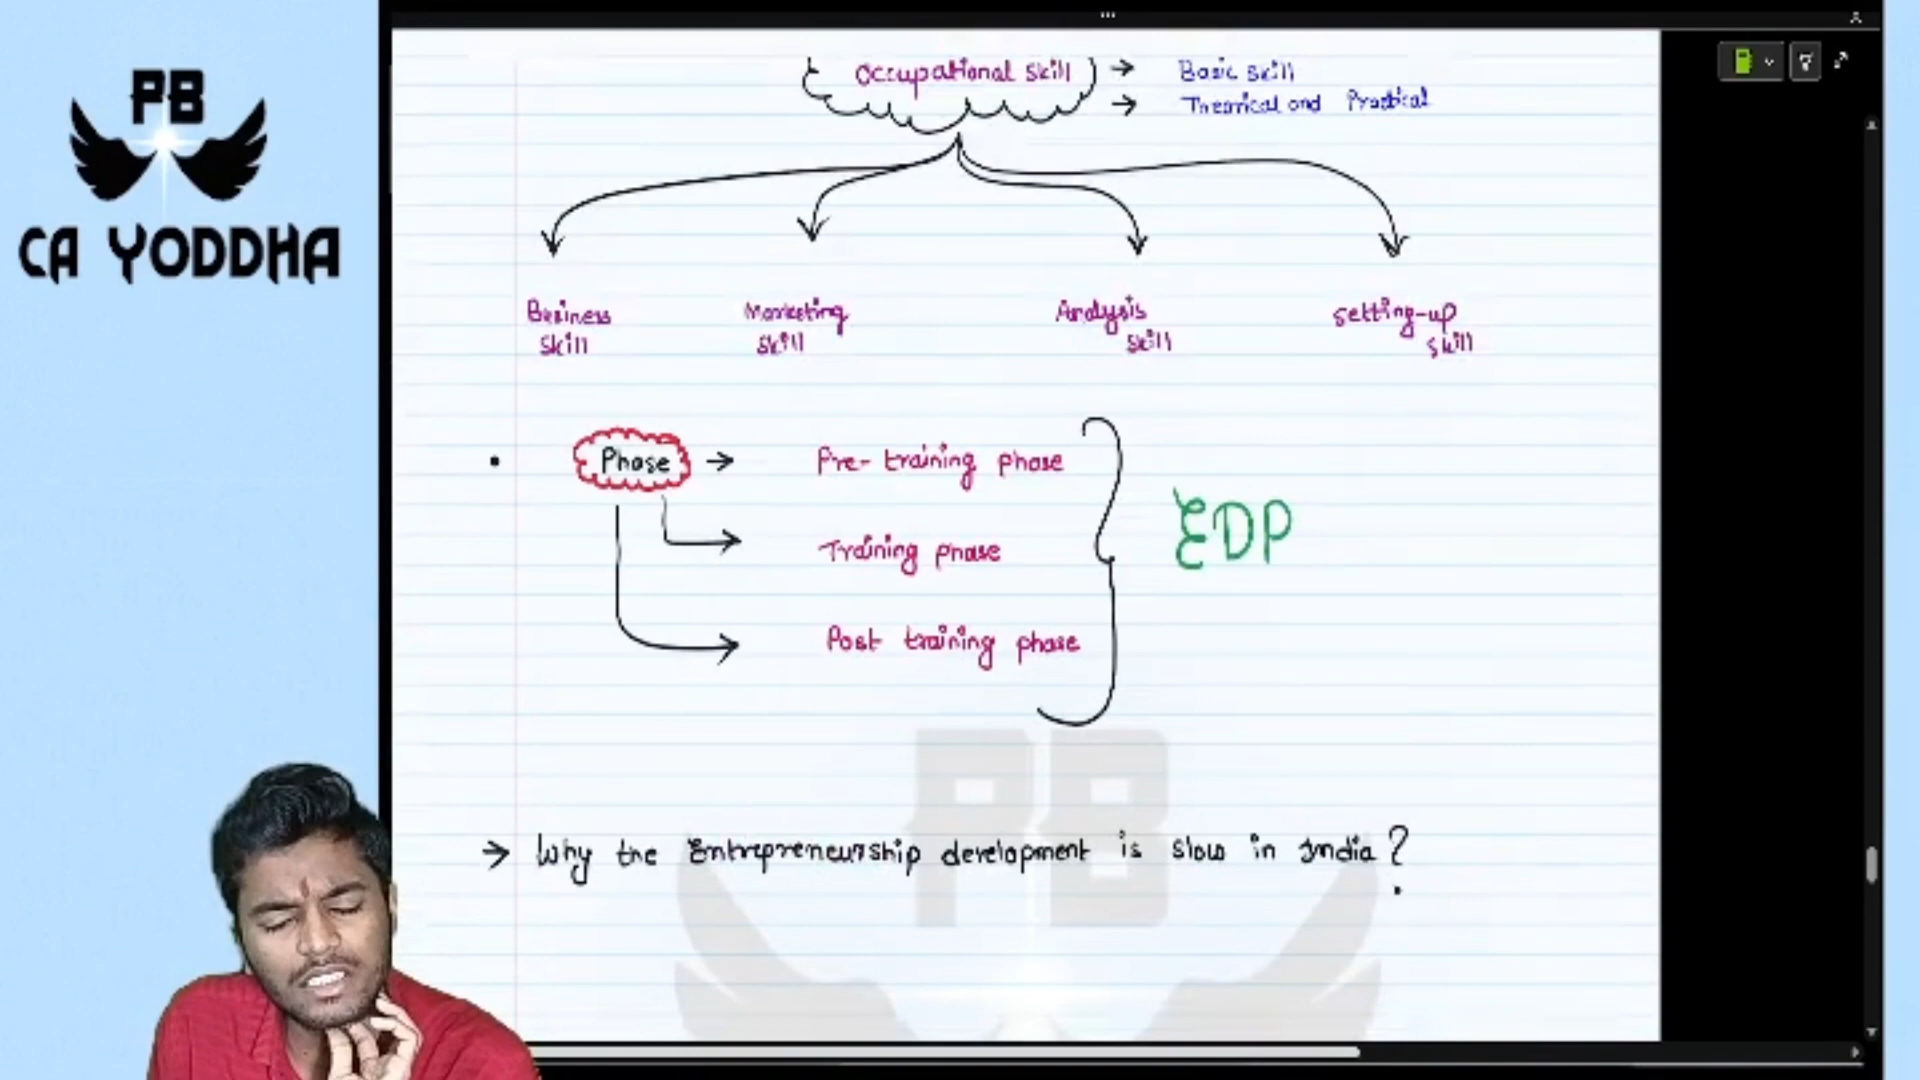 PB
CA YODDHA
Occupational skill → Basic skill
→ Theorical and Practical
Business skill
Marketing skill
Analysis skill
Setting-up skill
• Phase → Pre-training phase
Training phase
Post training phase
EDP
→ Why the Entrepreneurship development is slow in India?
PB